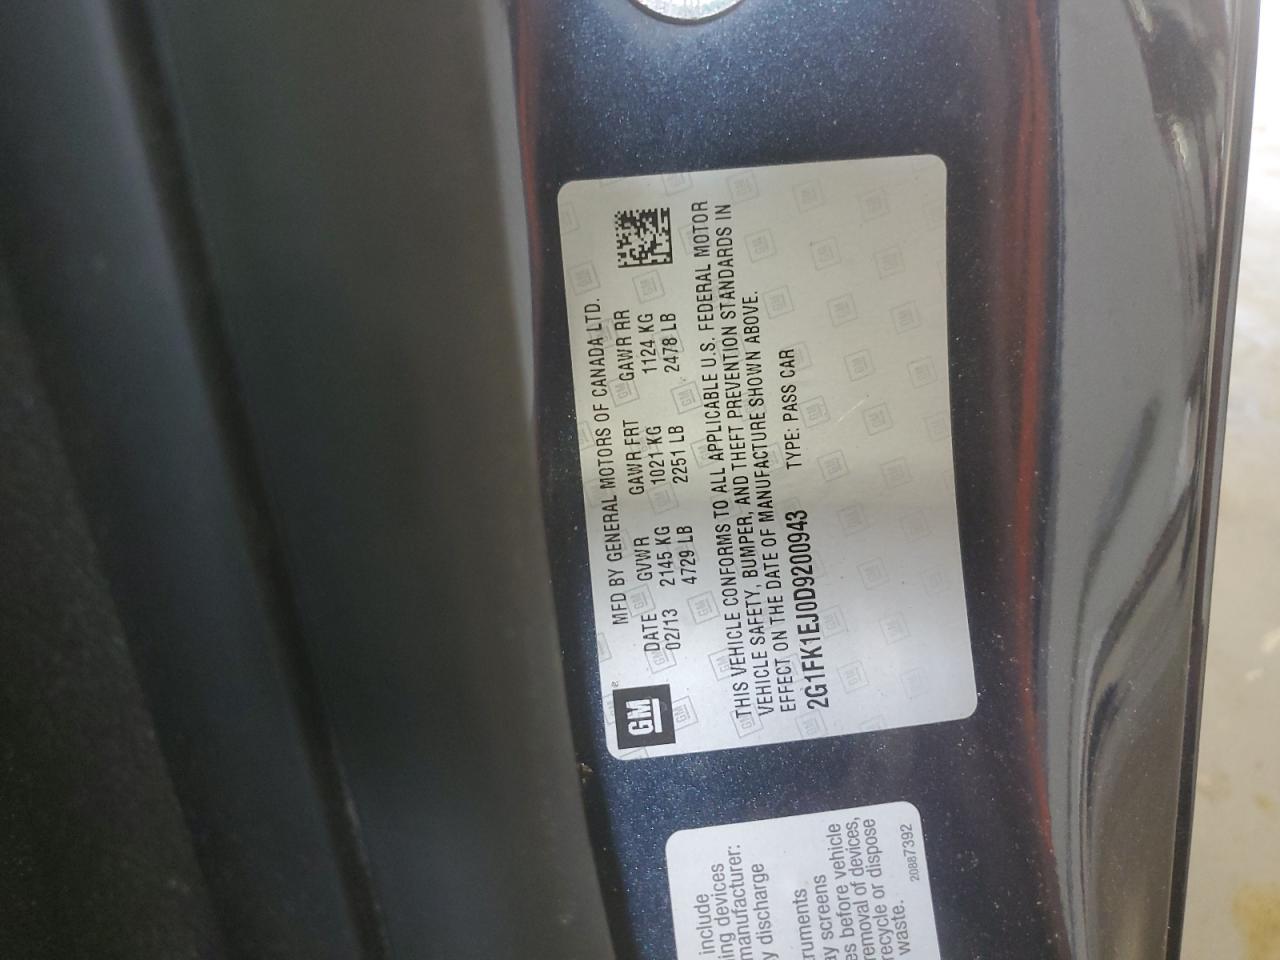 GM
MFD BY GENERAL MOTORS OF CANADA LTD.
DATE GVWR GAWR FRT GAWR RR
02/13 2145 KG 1021 KG 1124 KG
4729 LB 2251 LB 2478 LB
THIS VEHICLE CONFORMS TO ALL APPLICABLE U.S. FEDERAL MOTOR
VEHICLE SAFETY, BUMPER, AND THEFT PREVENTION STANDARDS IN
EFFECT ON THE DATE OF MANUFACTURE SHOWN ABOVE.
2G1FK1EJ0D9200943 TYPE: PASS CAR
include
ing devices
manufacturer:
y discharge
truments
ay screens
es before vehicle
removal of devices,
recycle or dispose
waste.
20887392